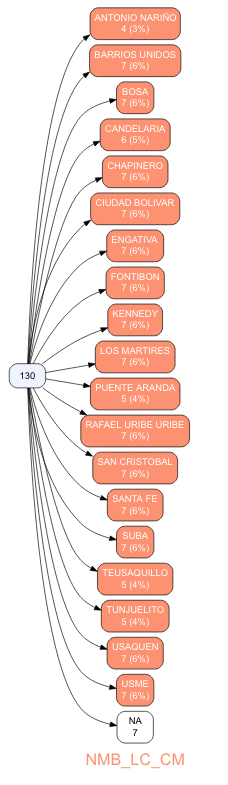 ANTONIO NARIÑO
4 (3%)
BARRIOS UNIDOS
7 (6%)
BOSA
7 (6%)
CANDELARIA
6 (5%)
CHAPINERO
7 (6%)
CIUDAD BOLIVAR
7 (6%)
ENGATIVA
7 (6%)
FONTIBON
7 (6%)
KENNEDY
7 (6%)
LOS MARTIRES
7 (6%)
130
PUENTE ARANDA
5 (4%)
RAFAEL URIBE URIBE
7 (6%)
SAN CRISTOBAL
7 (6%)
SANTA FE
7 (6%)
SUBA
7 (6%)
TEUSAQUILLO
5 (4%)
TUNJUELITO
5 (4%)
USAQUEN
7 (6%)
USME
7 (6%)
NA
7
NMB_LC_CM